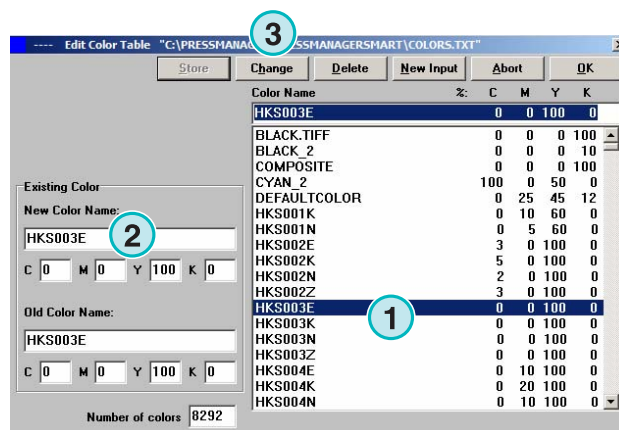 ---- Edit Color Table "C:\PRESSMANAGER\PRESSMANAGERSMART\COLORS.TXT"
3
Store Change Delete New Input Abort OK
Color Name %: C M Y K
HKS003E 0 0 100 0
BLACK.TIFF 0 0 0 100
BLACK_2 0 0 0 10
COMPOSITE 0 0 0 100
CYAN_2 100 0 50 0
DEFAULTCOLOR 0 25 45 12
HKS001K 0 10 60 0
HKS001N 0 5 60 0
HKS002E 3 0 100 0
HKS002K 5 0 100 0
HKS002N 2 0 100 0
HKS002Z 3 0 100 0
HKS003E 0 0 100 0
HKS003K 0 0 100 0
HKS003N 0 0 100 0
HKS003Z 0 0 100 0
HKS004E 0 10 100 0
HKS004K 0 20 100 0
HKS004N 0 10 100 0
1
Existing Color
New Color Name:
HKS003E
2
C 0 M 0 Y 100 K 0
Old Color Name:
HKS003E
C 0 M 0 Y 100 K 0
Number of colors 8292